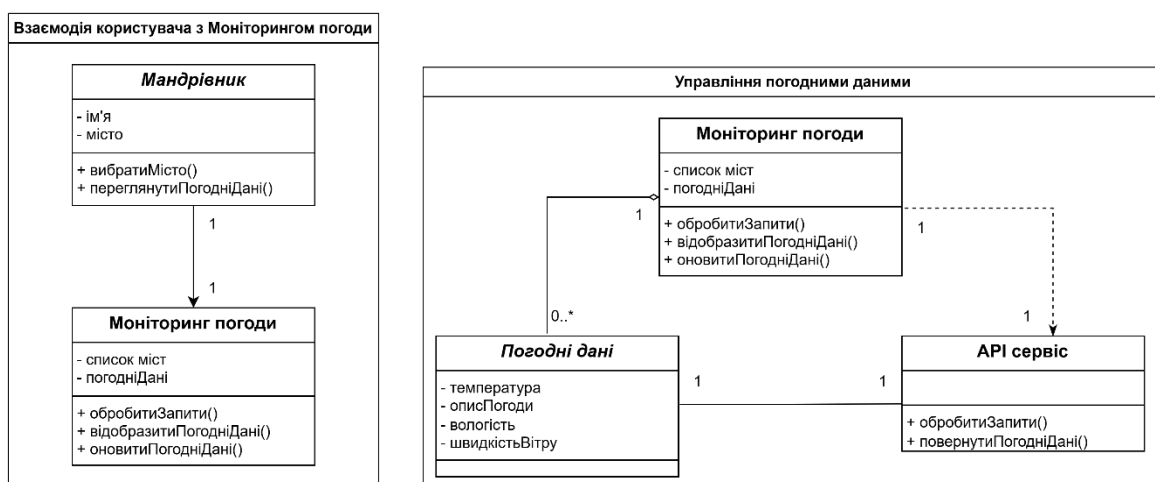 Взаємодія користувача з Моніторингом погоди
Мандрівник
- ім'я
- місто
+ вибратиМісто()
+ переглянутиПогодніДані()
1
1
Моніторинг погоди
- список міст
- погодніДані
+ обробитиЗапити()
+ відобразитиПогодніДані()
+ оновитиПогодніДані()
Управління погодними даними
Моніторинг погоди
- список міст
- погодніДані
+ обробитиЗапити()
+ відобразитиПогодніДані()
+ оновитиПогодніДані()
1
1
0..*
1
Погодні дані
- температура
- описПогоди
- вологість
- швидкістьВітру
1
1
API сервіс
+ обробитиЗапити()
+ повернутиПогодніДані()